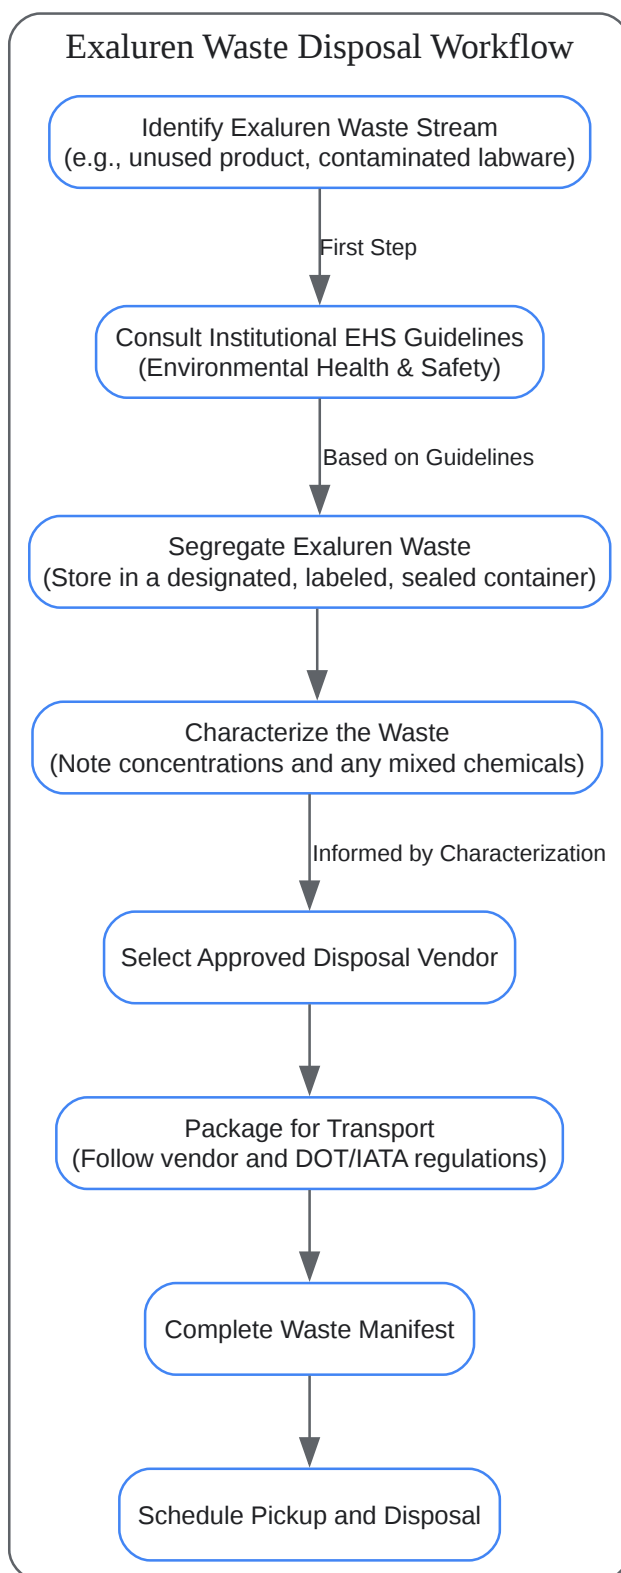 Exaluren Waste Disposal Workflow
Identify Exaluren Waste Stream
(e.g., unused product, contaminated labware)
First Step
Consult Institutional EHS Guidelines
(Environmental Health & Safety)
Based on Guidelines
Segregate Exaluren Waste
(Store in a designated, labeled, sealed container)
Characterize the Waste
(Note concentrations and any mixed chemicals)
Informed by Characterization
Select Approved Disposal Vendor
Package for Transport
(Follow vendor and DOT/IATA regulations)
Complete Waste Manifest
Schedule Pickup and Disposal